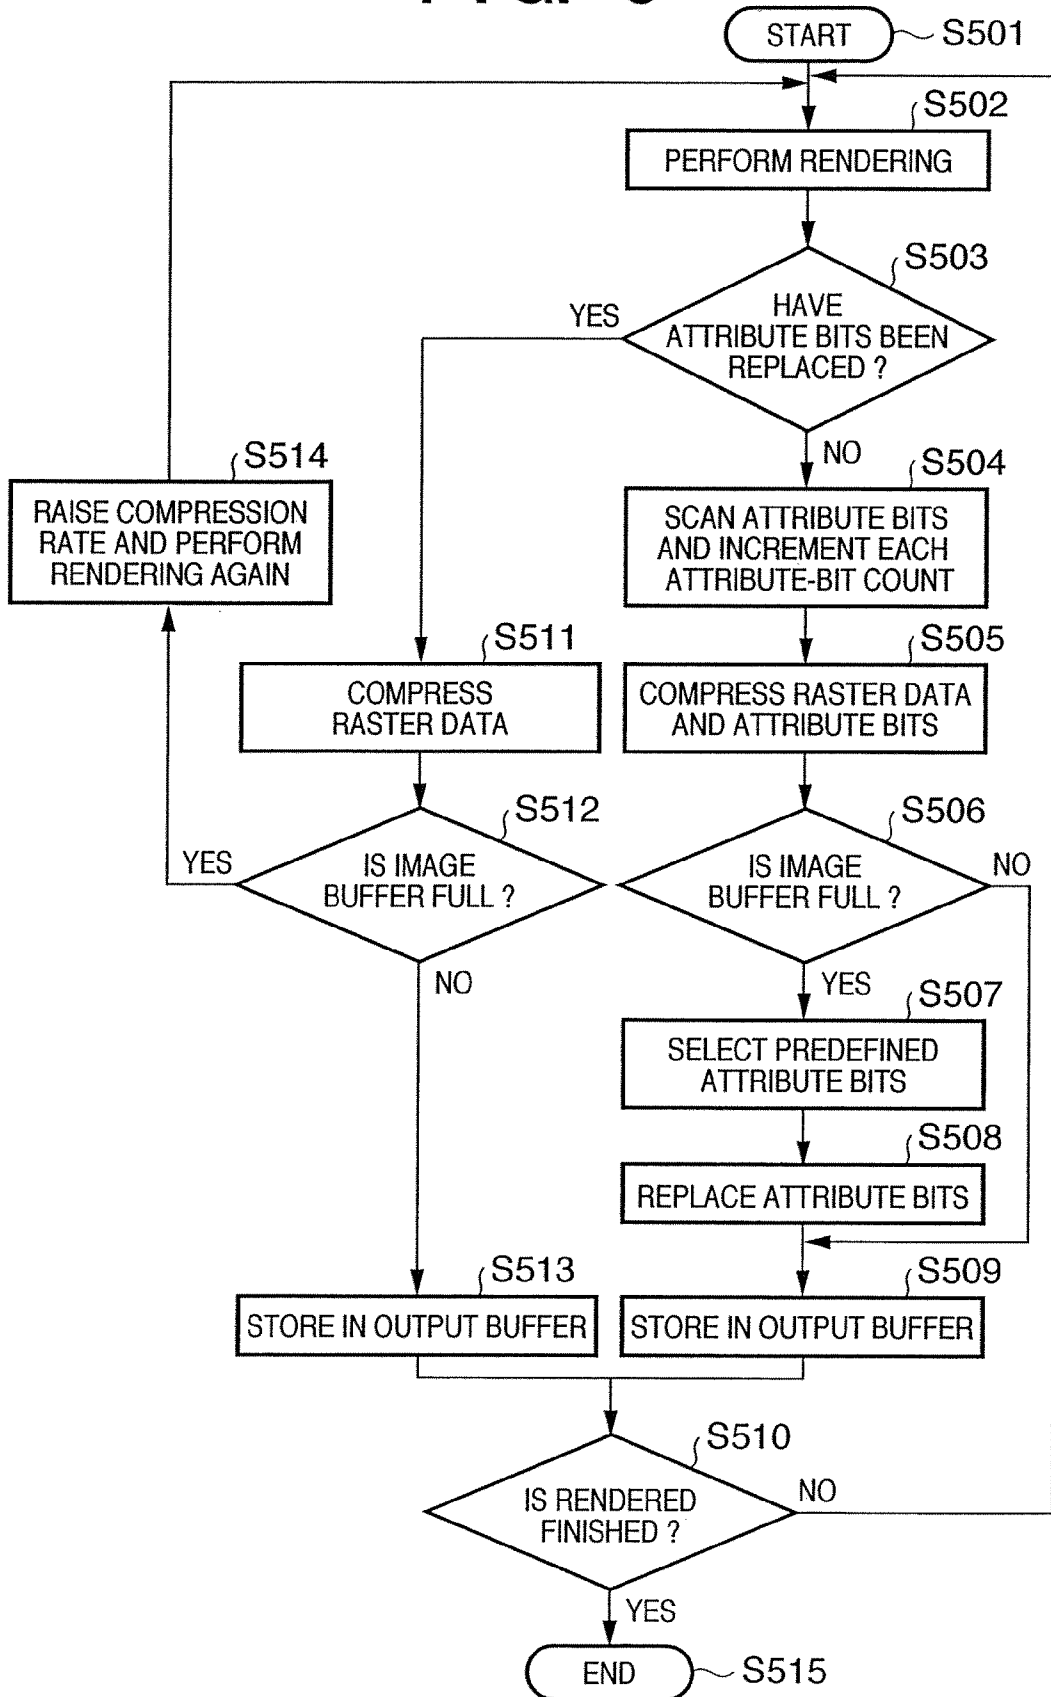 START
S501
S502
PERFORM RENDERING
S503
HAVE
ATTRIBUTE BITS BEEN
REPLACED ?
YES
NO
S504
SCAN ATTRIBUTE BITS
AND INCREMENT EACH
ATTRIBUTE-BIT COUNT
S514
RAISE COMPRESSION
RATE AND PERFORM
RENDERING AGAIN
S511
COMPRESS
RASTER DATA
S505
COMPRESS RASTER DATA
AND ATTRIBUTE BITS
S512
IS IMAGE
BUFFER FULL ?
YES
NO
S506
IS IMAGE
BUFFER FULL ?
NO
YES
S507
SELECT PREDEFINED
ATTRIBUTE BITS
S508
REPLACE ATTRIBUTE BITS
S513
STORE IN OUTPUT BUFFER
S509
STORE IN OUTPUT BUFFER
S510
IS RENDERED
FINISHED ?
NO
YES
END
S515